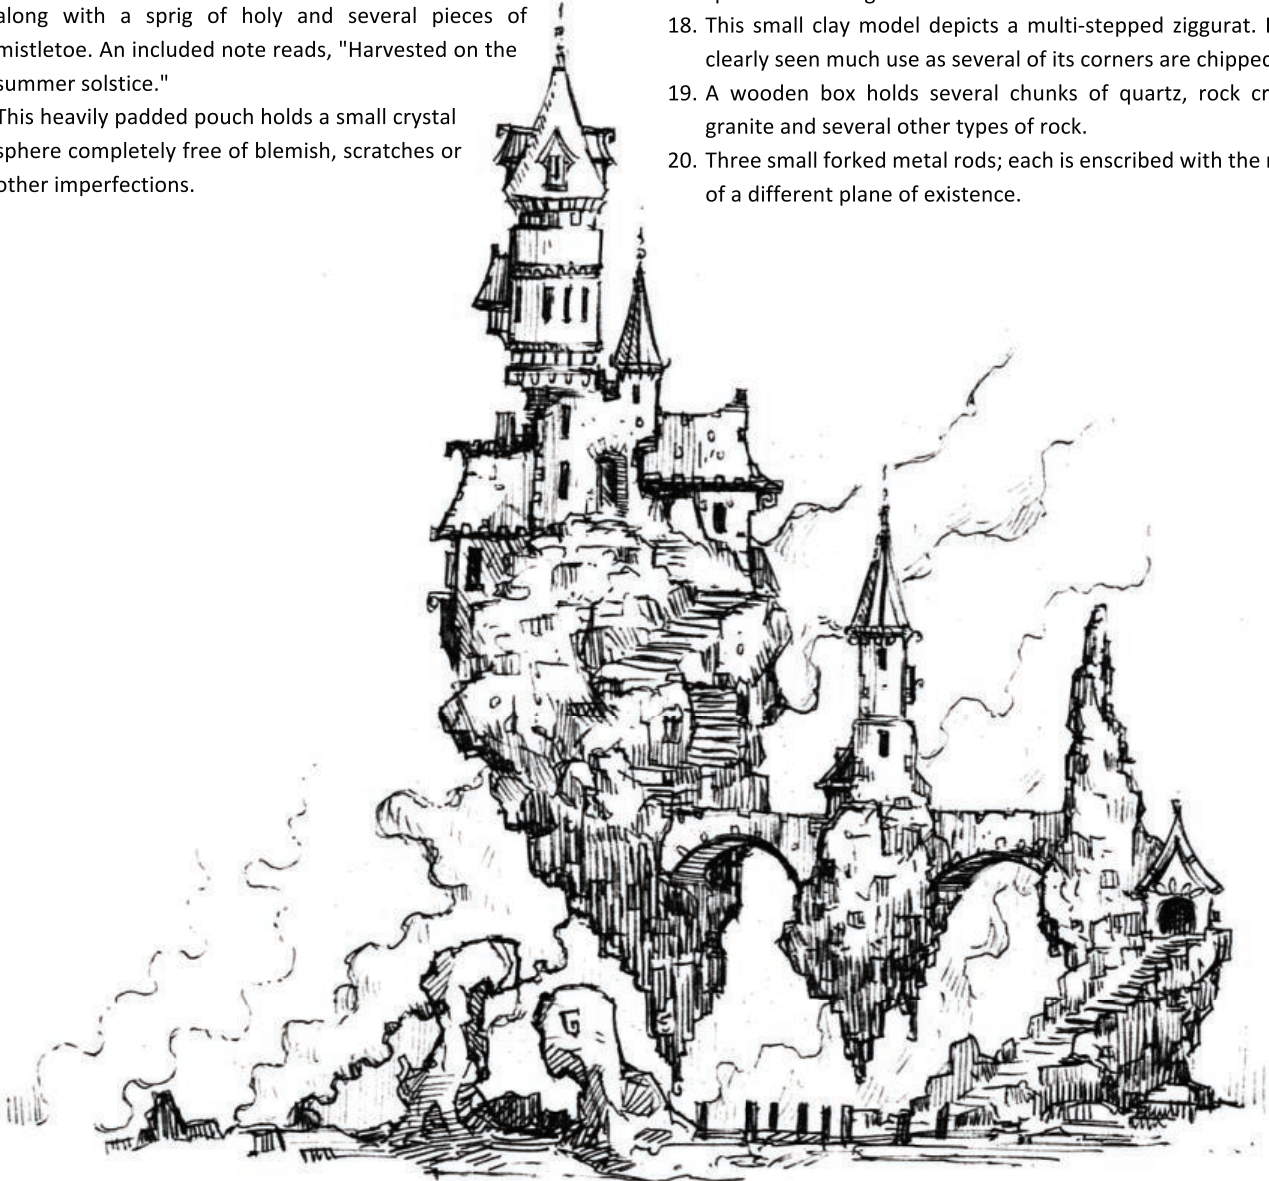 along with a sprig of holy and several pieces of
mistletoe. An included note reads, "Harvested on the
summer solstice."
This heavily padded pouch holds a small crystal
sphere completely free of blemish, scratches or
other imperfections.
18. This small clay model depicts a multi-stepped ziggurat.
clearly seen much use as several of its corners are chipped
19. A wooden box holds several chunks of quartz, rock
granite and several other types of rock.
20. Three small forked metal rods; each is enscribed with the
of a different plane of existence.
G